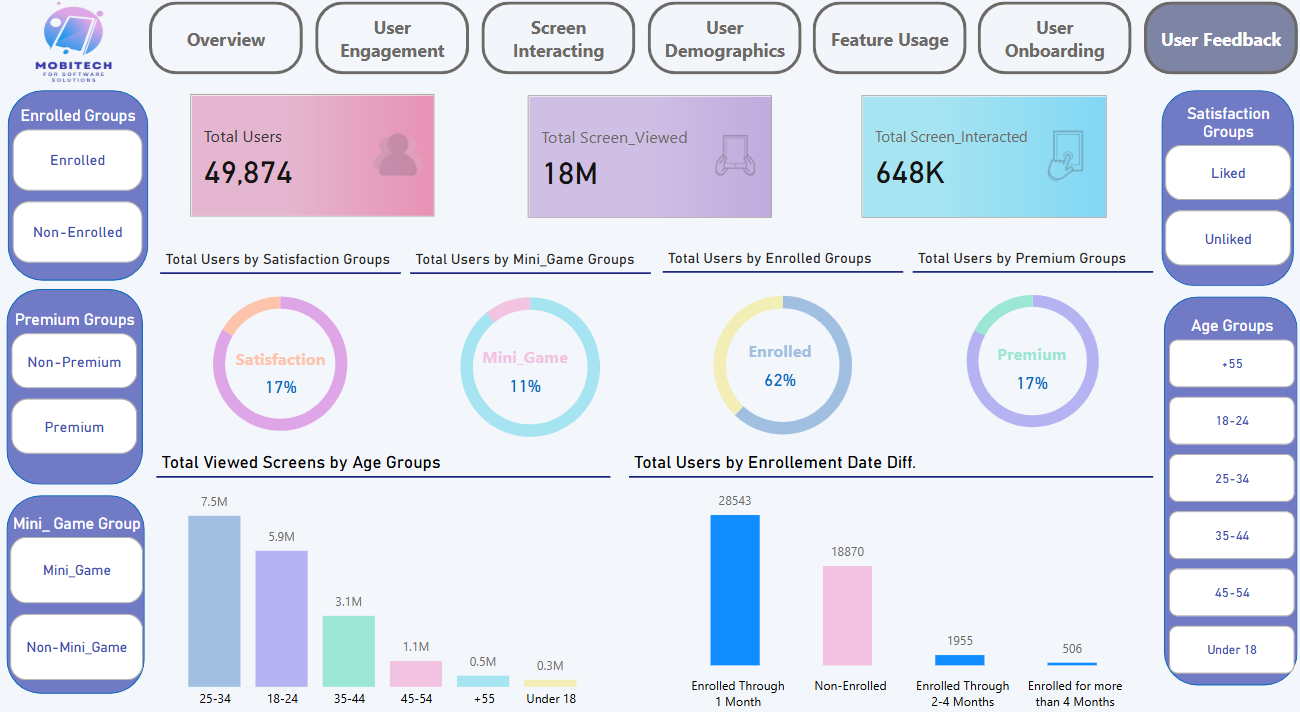 MOBITECH
FOR SOFTWARE
SOLUTIONS
Overview
User
Engagement
Screen
Interacting
User
Demographics
Feature Usage
User
Onboarding
User Feedback
Enrolled Groups
Enrolled
Non-Enrolled
Premium Groups
Non-Premium
Premium
Mini_ Game Group
Mini_Game
Non-Mini_Game
Total Users
49,874
Total Screen_Viewed
18M
Total Screen_Interacted
648K
Total Users by Satisfaction Groups
Satisfaction
17%
Total Users by Mini_Game Groups
Mini_Game
11%
Total Users by Enrolled Groups
Enrolled
62%
Total Users by Premium Groups
Premium
17%
Total Viewed Screens by Age Groups
7.5M
5.9M
3.1M
1.1M
0.5M
0.3M
25-34
18-24
35-44
45-54
+55
Under 18
Total Users by Enrollement Date Diff.
28543
18870
1955
506
Enrolled Through
1 Month
Non-Enrolled
Enrolled Through
2-4 Months
Enrolled for more
than 4 Months
Satisfaction
Groups
Liked
Unliked
Age Groups
+55
18-24
25-34
35-44
45-54
Under 18